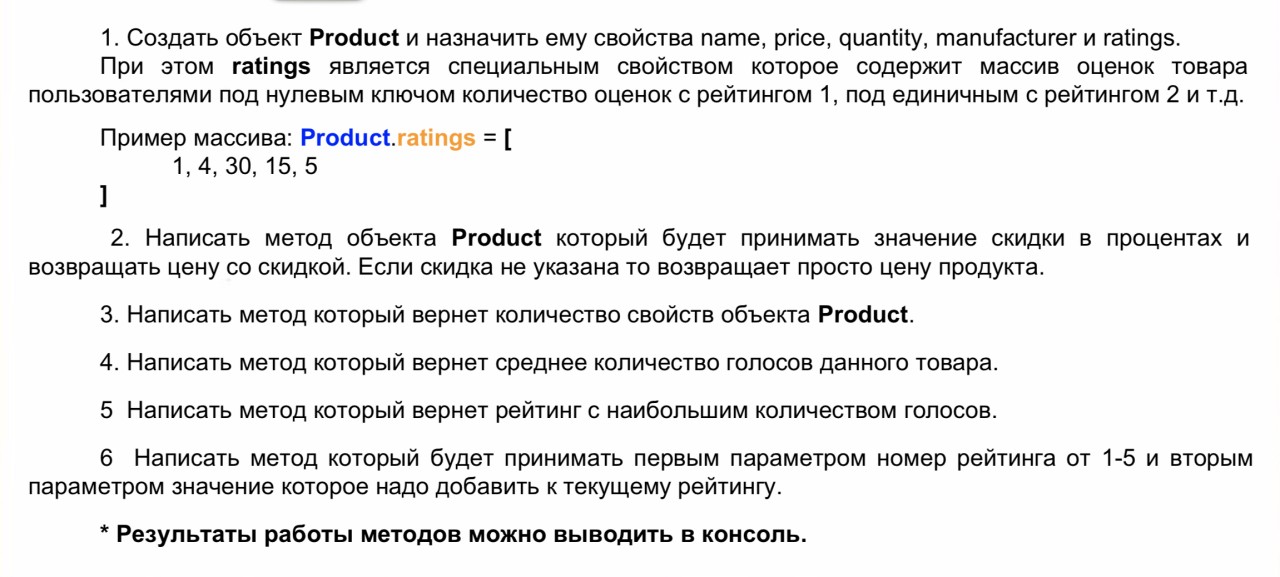 1. Создать объект Product и назначить ему свойства name, price, quantity, manufacturer и ratings.
При этом ratings является специальным свойством которое содержит массив оценок товара
пользователями под нулевым ключом количество оценок с рейтингом 1, под единичным с рейтингом 2 и т.д.
Пример массива: Product.ratings = [
1, 4, 30, 15, 5
]
2. Написать метод объекта Product который будет принимать значение скидки в процентах и
возвращать цену со скидкой. Если скидка не указана то возвращает просто цену продукта.
3. Написать метод который вернет количество свойств объекта Product.
4. Написать метод который вернет среднее количество голосов данного товара.
5 Написать метод который вернет рейтинг с наибольшим количеством голосов.
6 Написать метод который будет принимать первым параметром номер рейтинга от 1-5 и вторым
параметром значение которое надо добавить к текущему рейтингу.
* Результаты работы методов можно выводить в консоль.